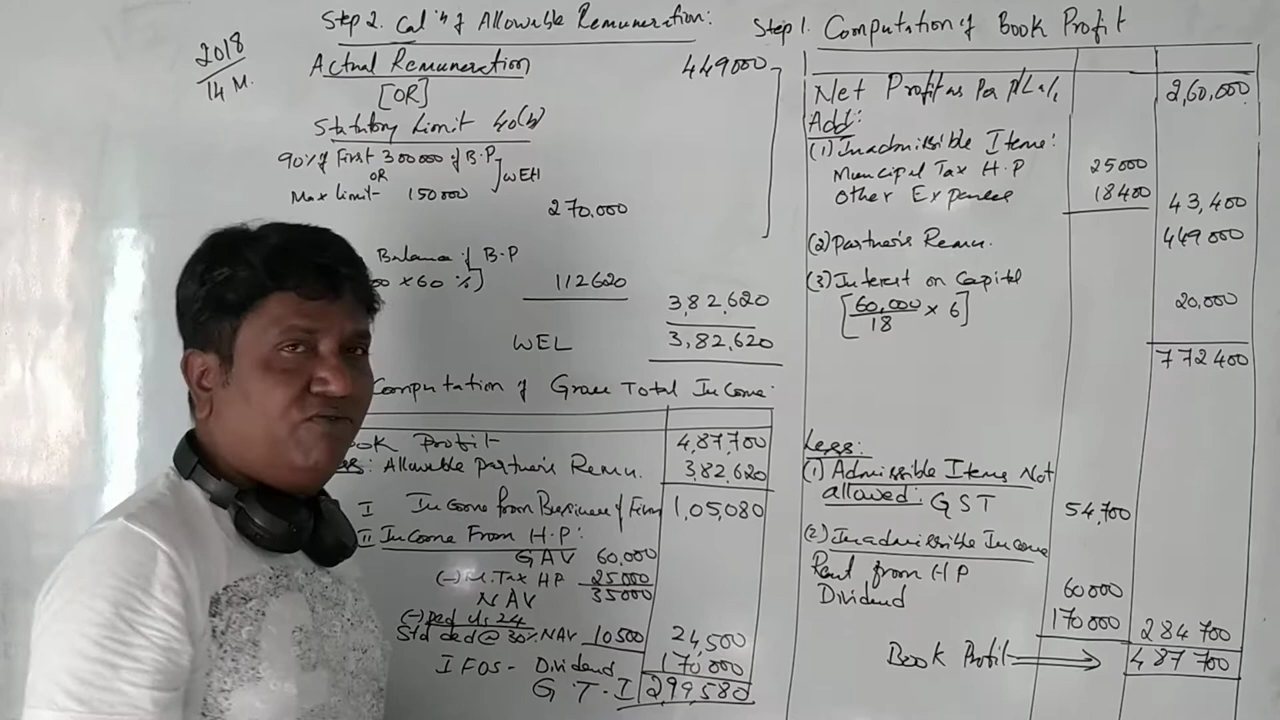 Step 1. Computation of Book Profit
Net Profit as Per P/L a/c 2,60,000
Add:
(1) Inadmissible Items:
Municipal Tax H.P 25000
Other Expenses 18400 43,400
(2) Partner's Remu. 449000
(3) Interest on Capital
[60,000/18 × 6] 20,000
772400
Less:
(1) Admissible Items Not
allowed: GST 54,700
(2) Inadmissible Income
Rent from HP 60000
Dividend 170000 284700
Book Profit 487700
2018
14 M.
Step 2. Caln of Allowable Remuneration:
Actual Remuneration 449000
[OR]
Statutory Limit 40(b)
90% of First 300000 of B.P
OR
Max Limit - 150000
WEH
270.000
Balance of B.P
00 × 60%] 112620
3,82,620
WEL 3,82,620
Computation of Gross Total Income:
ook Profit 4,87,700
ss: Allowable Partner's Remu. 3,82,620
I Income from Business of Firm 1,05,080
II Income From H.P:
GAV 60,000
(-) M.Tax HP 25000
NAV 35000
(-) Ded U/s 24
Std ded @ 30% NAV 10500 24,500
IFOS - Dividend 170000
G.T.I 299580